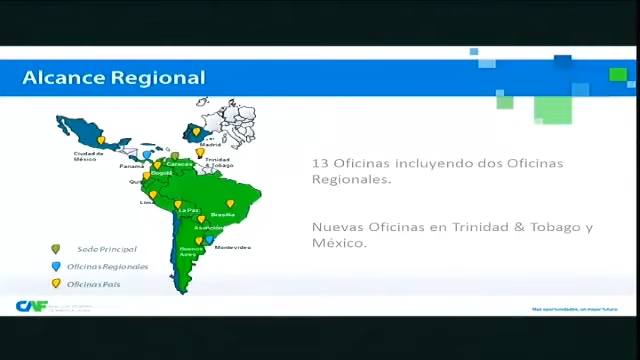 Alcance Regional
Ciudad de
México
Madrid
Panama
Caracas
Trinidad
& Tobago
Bogotá
Lima
La Paz
Brasilia
Asunción
Buenos
Aires
Montevideo
13 Oficinas incluyendo dos Oficinas
Regionales.
Nuevas Oficinas en Trinidad & Tobago y
México.
Sede Principal
Oficinas Regionales
Oficinas País
CAF
Más oportunidades, un mejor futuro.